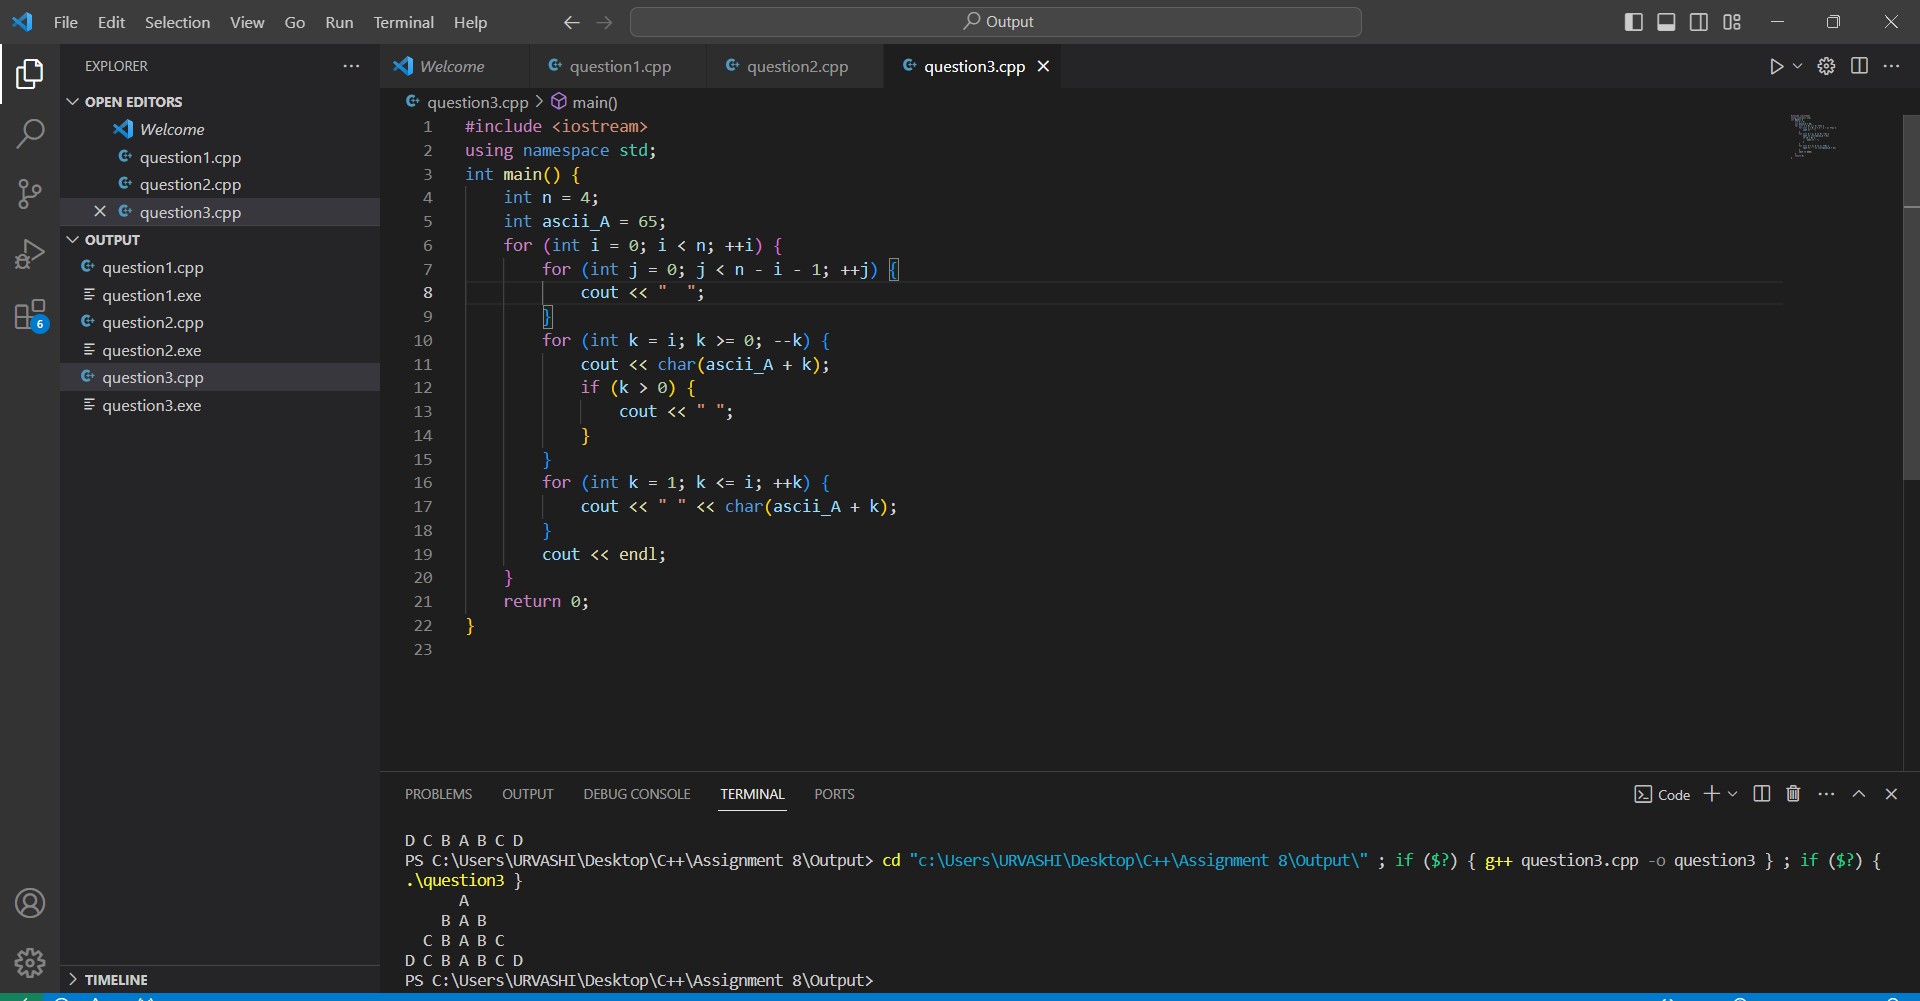 File Edit Selection View Go Run Terminal Help
Output
EXPLORER
OPEN EDITORS
Welcome
question1.cpp
question2.cpp
question3.cpp
OUTPUT
question1.cpp
question1.exe
question2.cpp
question2.exe
question3.cpp
question3.exe
TIMELINE
6
Welcome question1.cpp question2.cpp question3.cpp
question3.cpp > main()
1 #include <iostream>
2 using namespace std;
3 int main() {
4     int n = 4;
5     int ascii_A = 65;
6     for (int i = 0; i < n; ++i) {
7         for (int j = 0; j < n - i - 1; ++j) {
8             cout << "  ";
9         }
10         for (int k = i; k >= 0; --k) {
11             cout << char(ascii_A + k);
12             if (k > 0) {
13                 cout << " ";
14             }
15         }
16         for (int k = 1; k <= i; ++k) {
17             cout << " " << char(ascii_A + k);
18         }
19         cout << endl;
20     }
21     return 0;
22 }
23
PROBLEMS OUTPUT DEBUG CONSOLE TERMINAL PORTS
Code
D C B A B C D
PS C:\Users\URVASHI\Desktop\C++\Assignment 8\Output> cd "c:\Users\URVASHI\Desktop\C++\Assignment 8\Output\" ; if ($?) { g++ question3.cpp -o question3 } ; if ($?) {
.\question3 }
      A
    B A B
  C B A B C
D C B A B C D
PS C:\Users\URVASHI\Desktop\C++\Assignment 8\Output>